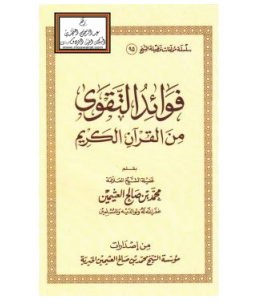 سلسلة مؤلفات فضيلة الشيخ
٩٥
فوائد التقوى
من القرآن الكريم
بقلم
فضيلة الشيخ العلامة
محمد بن صالح العثيمين
غفر الله له ولوالديه وللمسلمين
من إصدارات
مؤسسة الشيخ محمد بن صالح العثيمين الخيرية